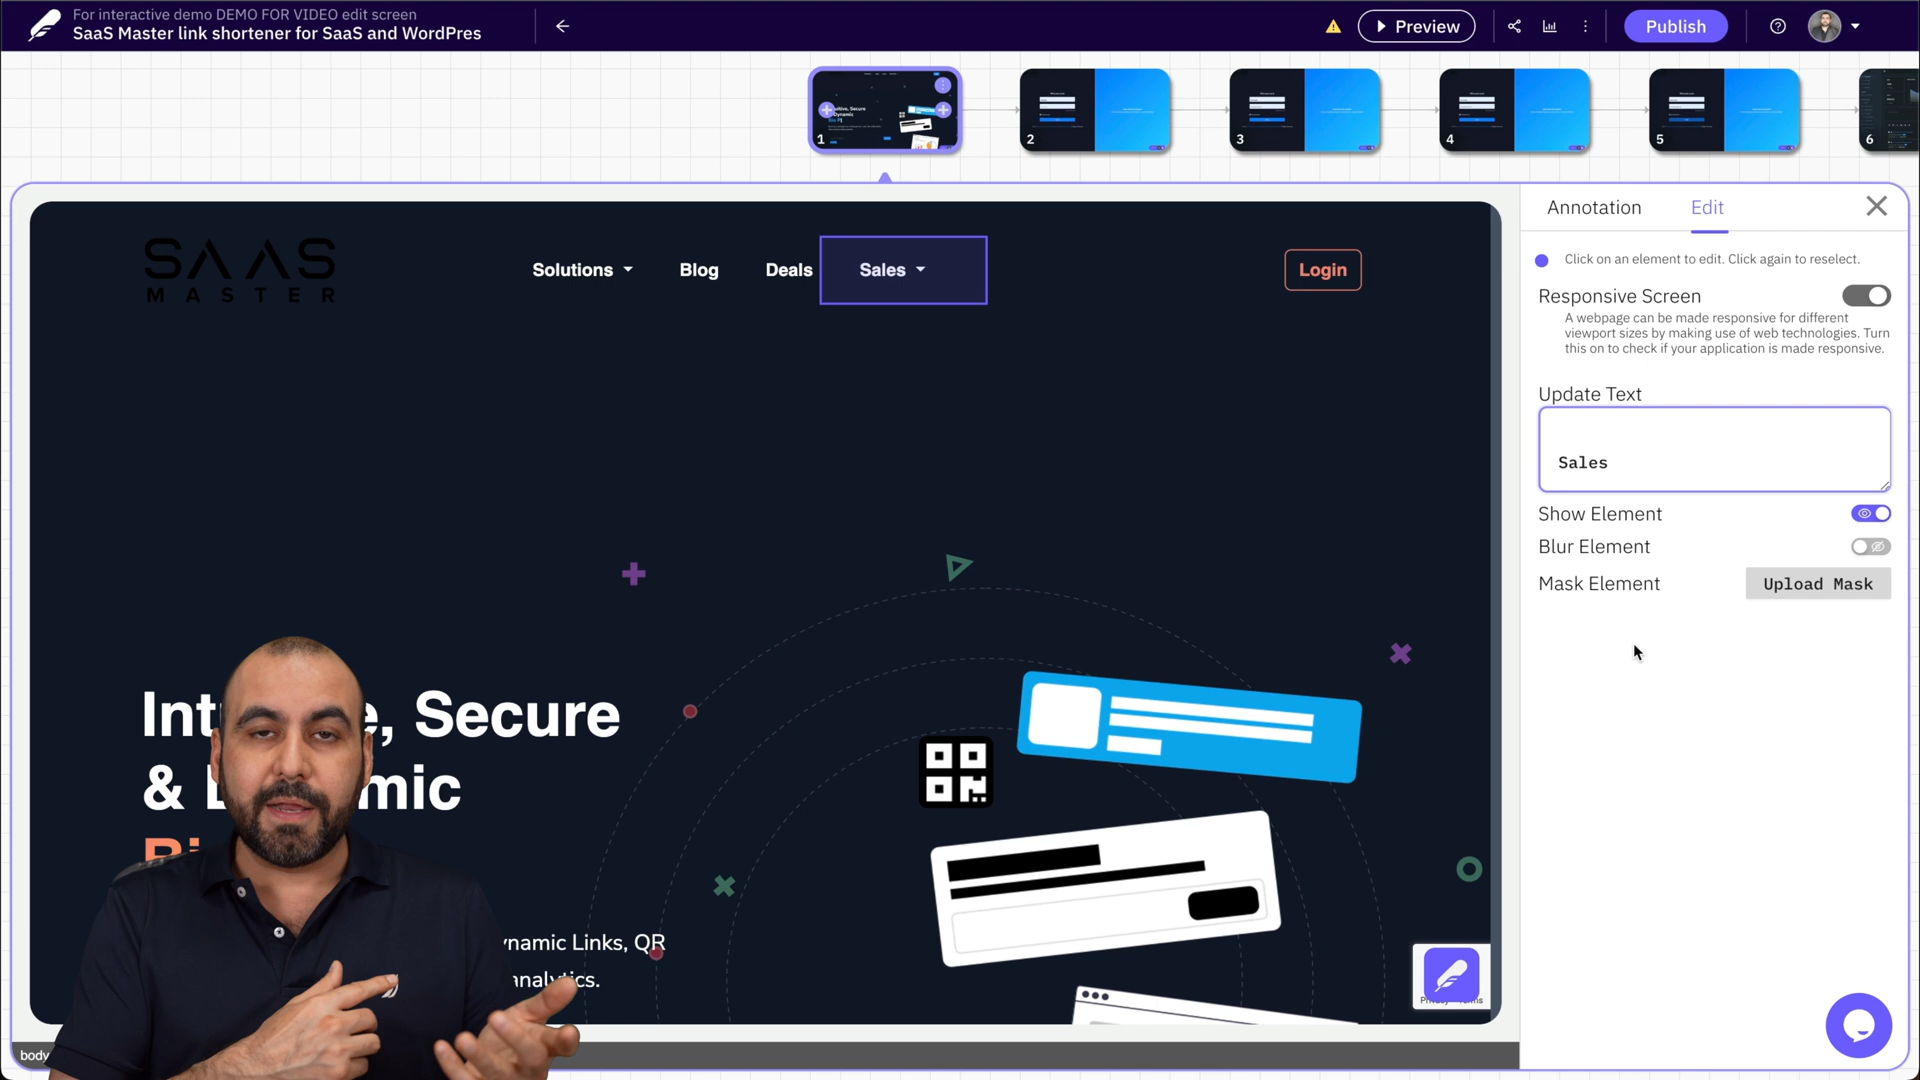 For interactive demo DEMO FOR VIDEO edit screen
SaaS Master link shortener for SaaS and WordPres
Preview
Publish
1
2
3
4
5
6
SAAS
MASTER
Solutions
Blog
Deals
Sales
Login
Secure
&
ynamic Links, QR
analytics.
body
Annotation
Edit
Click on an element to edit. Click again to reselect.
Responsive Screen
A webpage can be made responsive for different
viewport sizes by making use of web technologies. Turn
this on to check if your application is made responsive.
Update Text
Sales
Show Element
Blur Element
Mask Element
Upload Mask